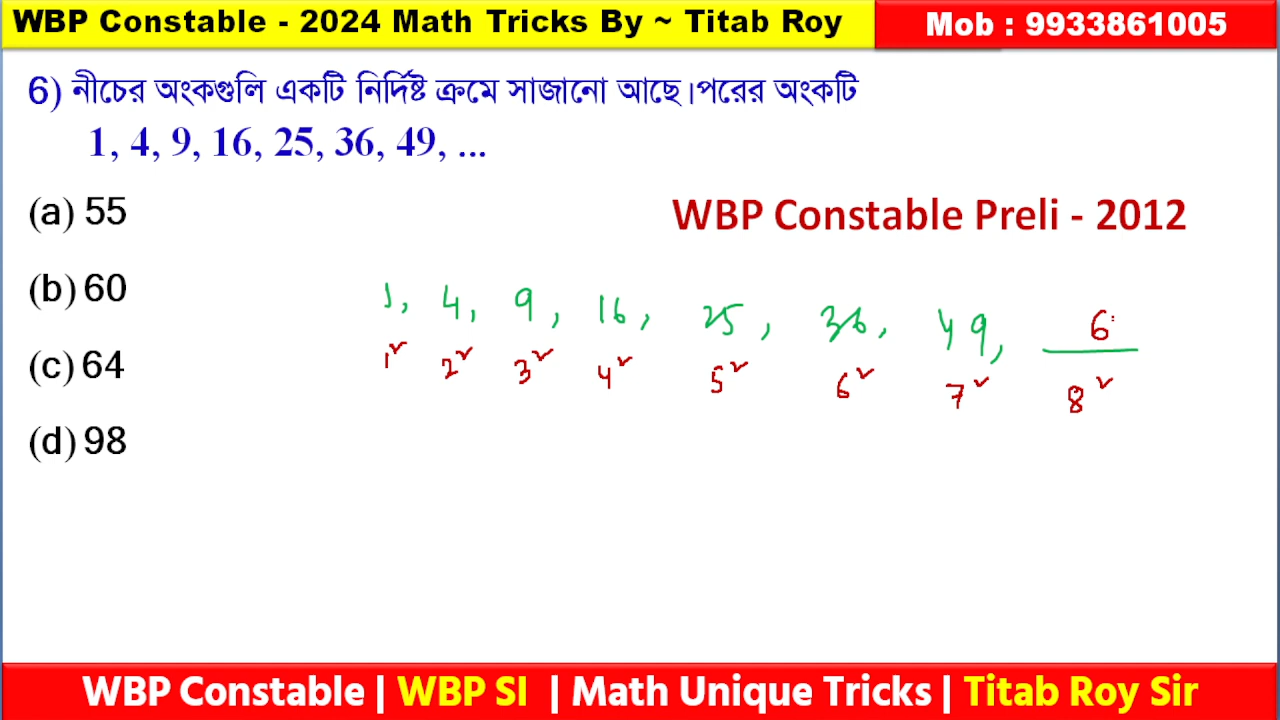 WBP Constable - 2024 Math Tricks By ~ Titab Roy
Mob : 9933861005
6) নীচের অংকগুলি একটি নির্দিষ্ট ক্রমে সাজানো আছে।পরের অংকটি
1, 4, 9, 16, 25, 36, 49, ...
(a) 55
WBP Constable Preli - 2012
(b) 60
1, 4, 9, 16, 25, 36, 49, 6
(c) 64
1² 2² 3² 4² 5² 6² 7² 8²
(d) 98
WBP Constable | WBP SI | Math Unique Tricks | Titab Roy Sir